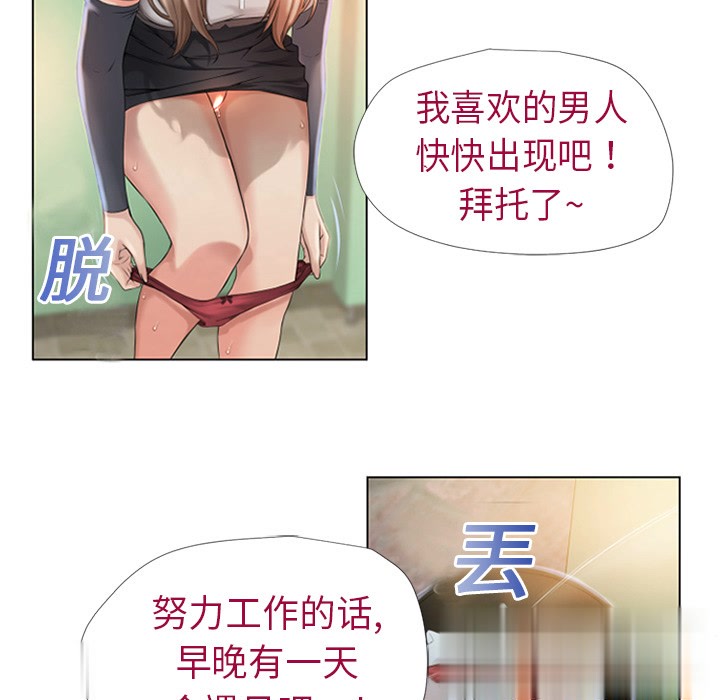 我喜欢的男人
快快出现吧！
拜托了~
脱
丢
努力工作的话,
早晚有一天